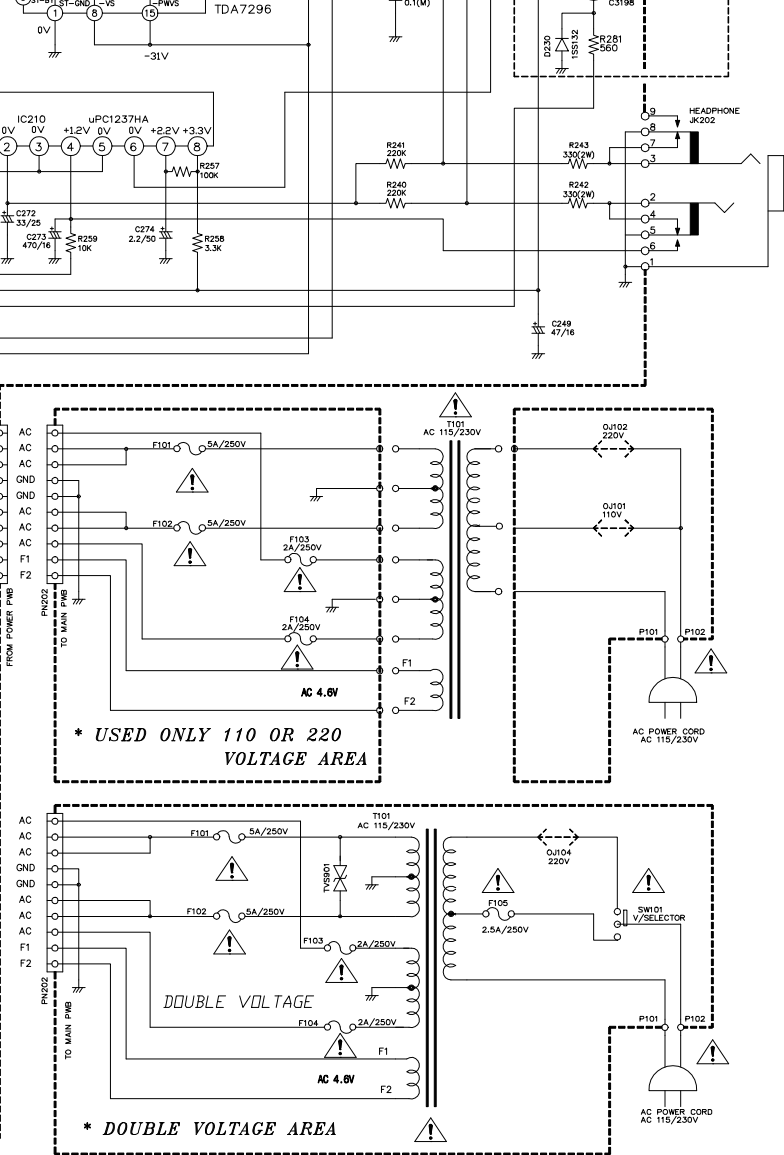 ST-GND
-VS
-PWVS
TDA7296
1
8
15
0V
-31V
0.1(M)
C3198
D230
1SS132
R281
560
IC210
uPC1237HA
0V
0V
+1.2V
0V
0V
+2.2V
+3.3V
2
3
4
5
6
7
8
R257
100K
C272
33/25
C273
470/16
R259
10K
C274
2.2/50
R258
3.3K
R241
220K
R240
220K
R243
330(2W)
R242
330(2W)
HEADPHONE
JK202
9
8
7
3
2
4
5
6
1
C249
47/16
AC
AC
AC
GND
GND
AC
AC
AC
F1
F2
FROM POWER PWB
PN202
TO MAIN PWB
F101
5A/250V
F102
5A/250V
F103
2A/250V
F104
2A/250V
T101
AC 115/230V
F1
AC 4.6V
F2
OJ102
220V
OJ101
110V
P101
P102
AC POWER CORD
AC 115/230V
* USED ONLY 110 OR 220
VOLTAGE AREA
AC
AC
AC
GND
GND
AC
AC
AC
F1
F2
PN202
TO MAIN PWB
F101
5A/250V
F102
5A/250V
TVS901
F103
2A/250V
F104
2A/250V
DOUBLE VOLTAGE
T101
AC 115/230V
F1
AC 4.6V
F2
OJ104
220V
F105
2.5A/250V
SW101
V/SELECTOR
P101
P102
AC POWER CORD
AC 115/230V
* DOUBLE VOLTAGE AREA